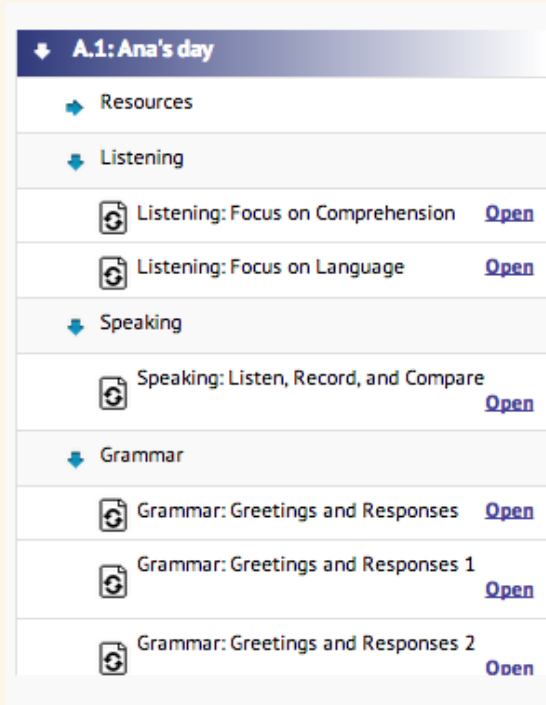 A.1: Ana's day
Resources
Listening
Listening: Focus on Comprehension Open
Listening: Focus on Language Open
Speaking
Speaking: Listen, Record, and Compare
Open
Grammar
Grammar: Greetings and Responses Open
Grammar: Greetings and Responses 1
Open
Grammar: Greetings and Responses 2
Open